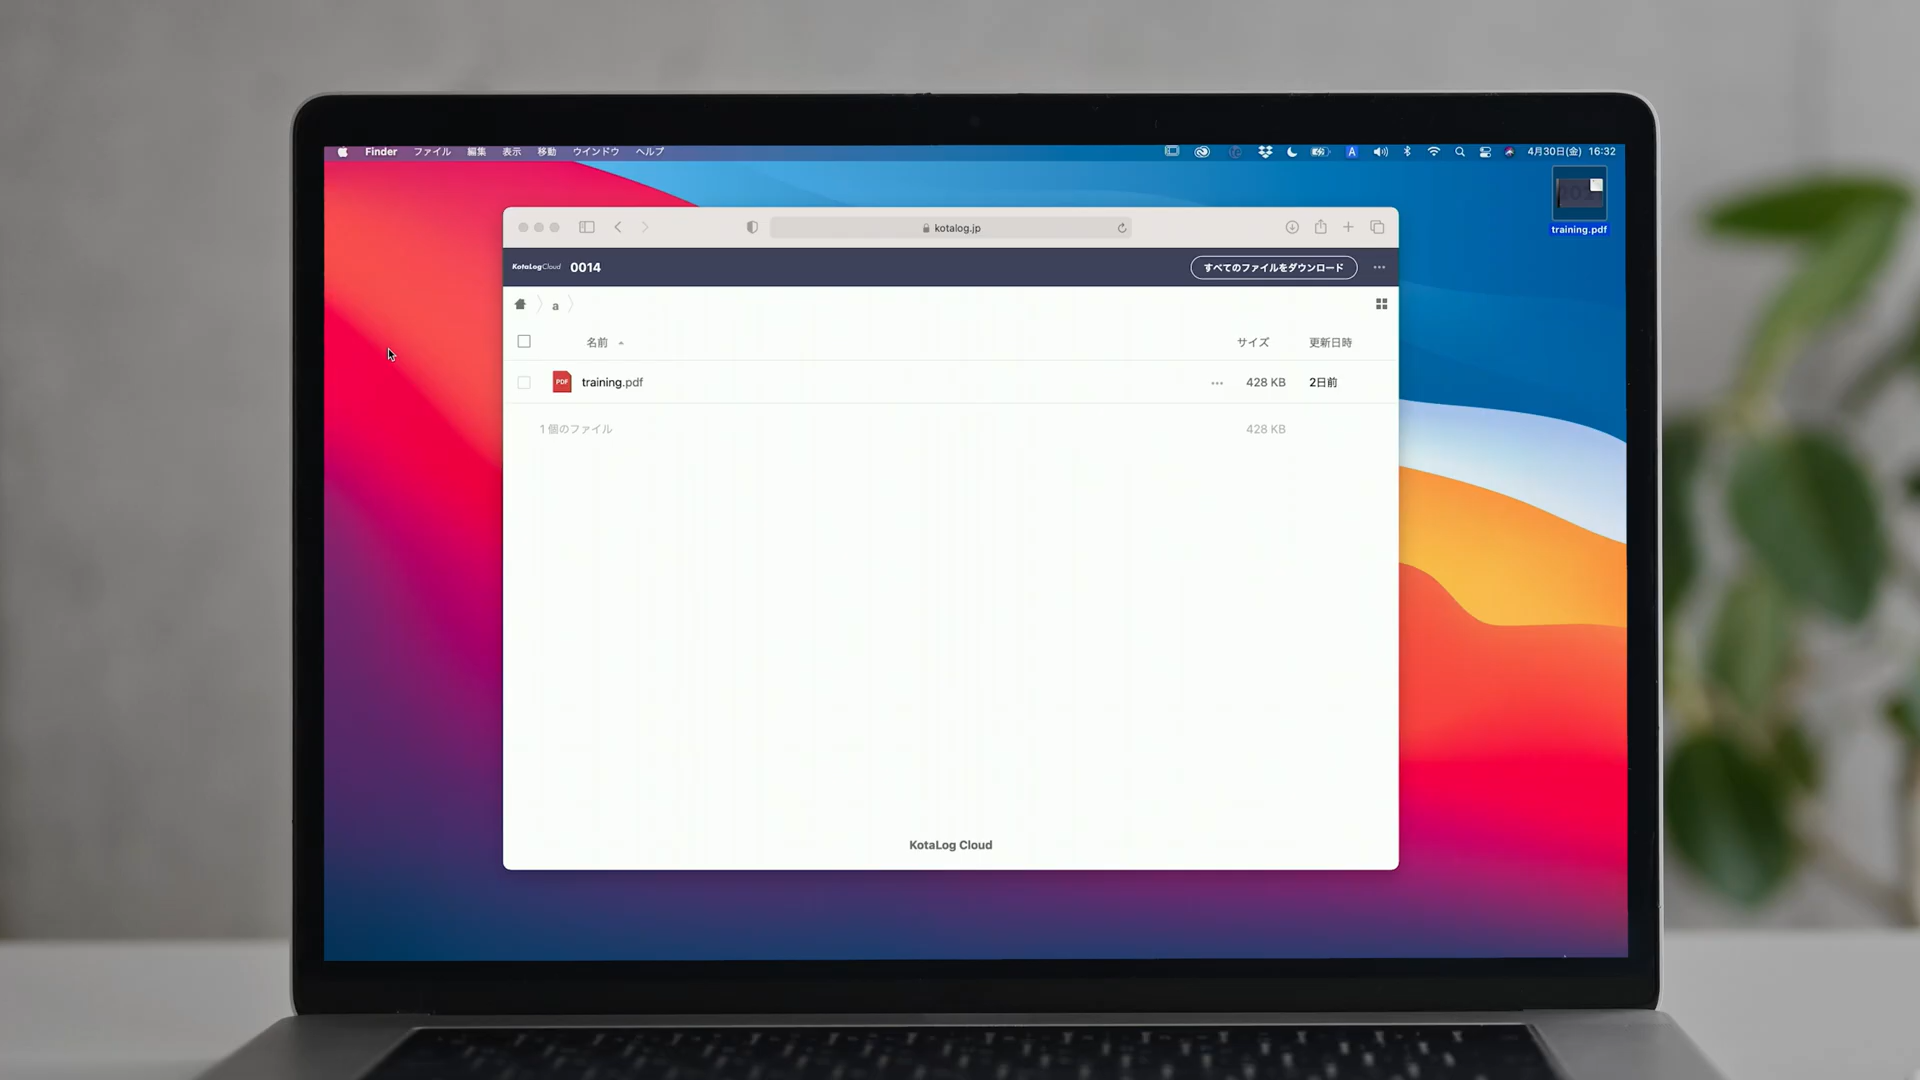 Finder ファイル 編集 表示 移動 ウインドウ ヘルプ A 4月30日(金) 16:32
training.pdf
kotalog.jp
KotaLogCloud 0014 すべてのファイルをダウンロード
a
名前 サイズ 更新日時
PDF training.pdf 428 KB 2日前
1 個のファイル 428 KB
KotaLog Cloud